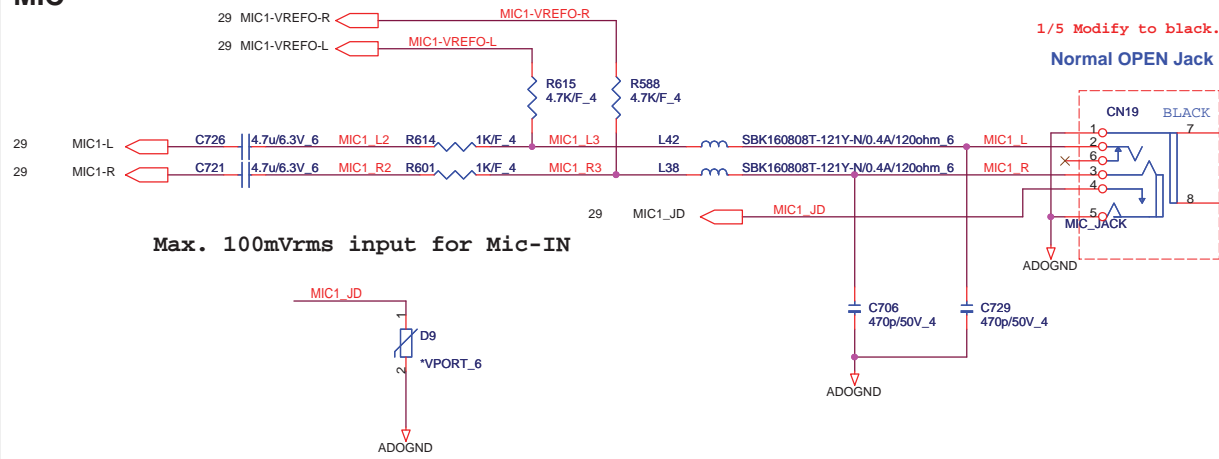 MIC
29 MIC1-VREFO-R MIC1-VREFO-R
29 MIC1-VREFO-L MIC1-VREFO-L
1/5 Modify to black.
Normal OPEN Jack
R615
4.7K/F_4
R588
4.7K/F_4
CN19 BLACK
29 MIC1-L C726 4.7u/6.3V_6 MIC1_L2 R614 1K/F_4 MIC1_L3 L42 SBK160808T-121Y-N/0.4A/120ohm_6 MIC1_L
29 MIC1-R C721 4.7u/6.3V_6 MIC1_R2 R601 1K/F_4 MIC1_R3 L38 SBK160808T-121Y-N/0.4A/120ohm_6 MIC1_R
1
2
6
3
4
5
7
8
29 MIC1_JD MIC1_JD
MIC_JACK
ADOGND
Max. 100mVrms input for Mic-IN
MIC1_JD
1
D9
*VPORT_6
2
ADOGND
C706
470p/50V_4
C729
470p/50V_4
ADOGND